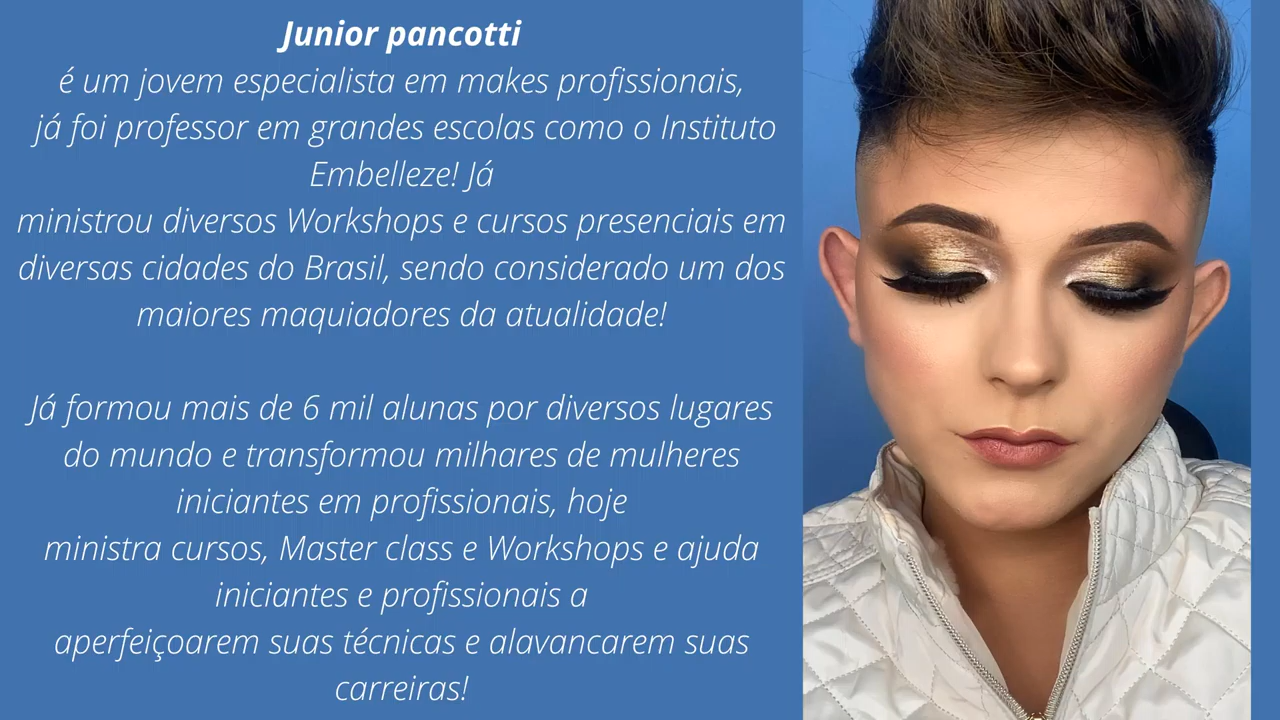 Junior pancotti
é um jovem especialista em makes profissionais,
já foi professor em grandes escolas como o Instituto
Embelleze! Já
ministrou diversos Workshops e cursos presenciais em
diversas cidades do Brasil, sendo considerado um dos
maiores maquiadores da atualidade!
Já formou mais de 6 mil alunas por diversos lugares
do mundo e transformou milhares de mulheres
iniciantes em profissionais, hoje
ministra cursos, Master class e Workshops e ajuda
iniciantes e profissionais a
aperfeiçoarem suas técnicas e alavancarem suas
carreiras!